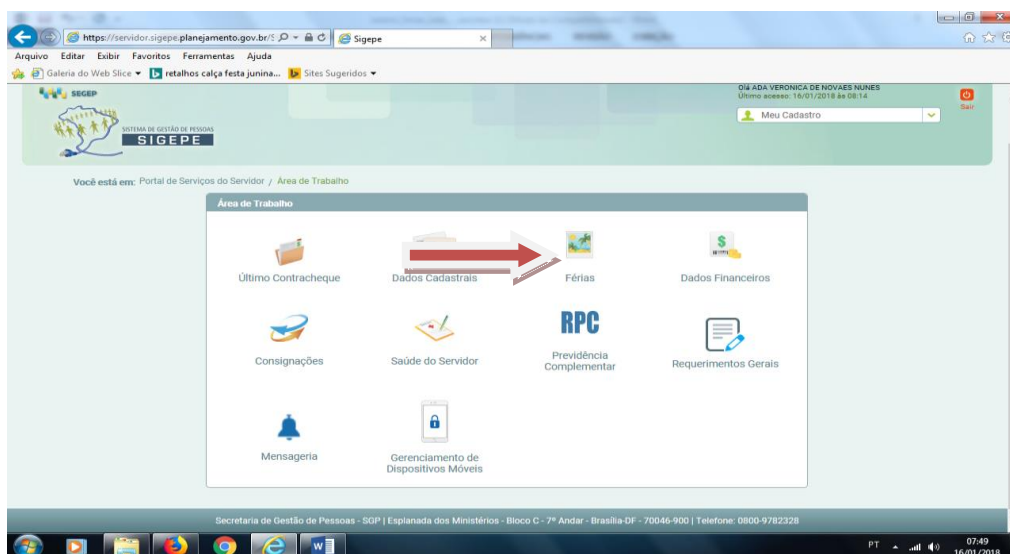 https://servidor.sigepe.planejamento.gov.br/S
Sigepe
Arquivo Editar Exibir Favoritos Ferramentas Ajuda
Galeria do Web Slice retalhos calça festa junina... Sites Sugeridos
SEGEP
SISTEMA DE GESTÃO DE PESSOAS
SIGEPE
Olá ADA VERONICA DE NOVAES NUNES
Último acesso: 16/01/2018 às 08:14
Meu Cadastro
Sair
Você está em: Portal de Serviços do Servidor / Área de Trabalho
Área de Trabalho
Último Contracheque
Dados Cadastrais
Férias
Dados Financeiros
Consignações
Saúde do Servidor
RPC
Previdência
Complementar
Requerimentos Gerais
Mensageria
Gerenciamento de
Dispositivos Móveis
Secretaria de Gestão de Pessoas - SGP | Esplanada dos Ministérios - Bloco C - 7º Andar - Brasília-DF - 70046-900 | Telefone: 0800-9782328
PT
07:49
16/01/2018